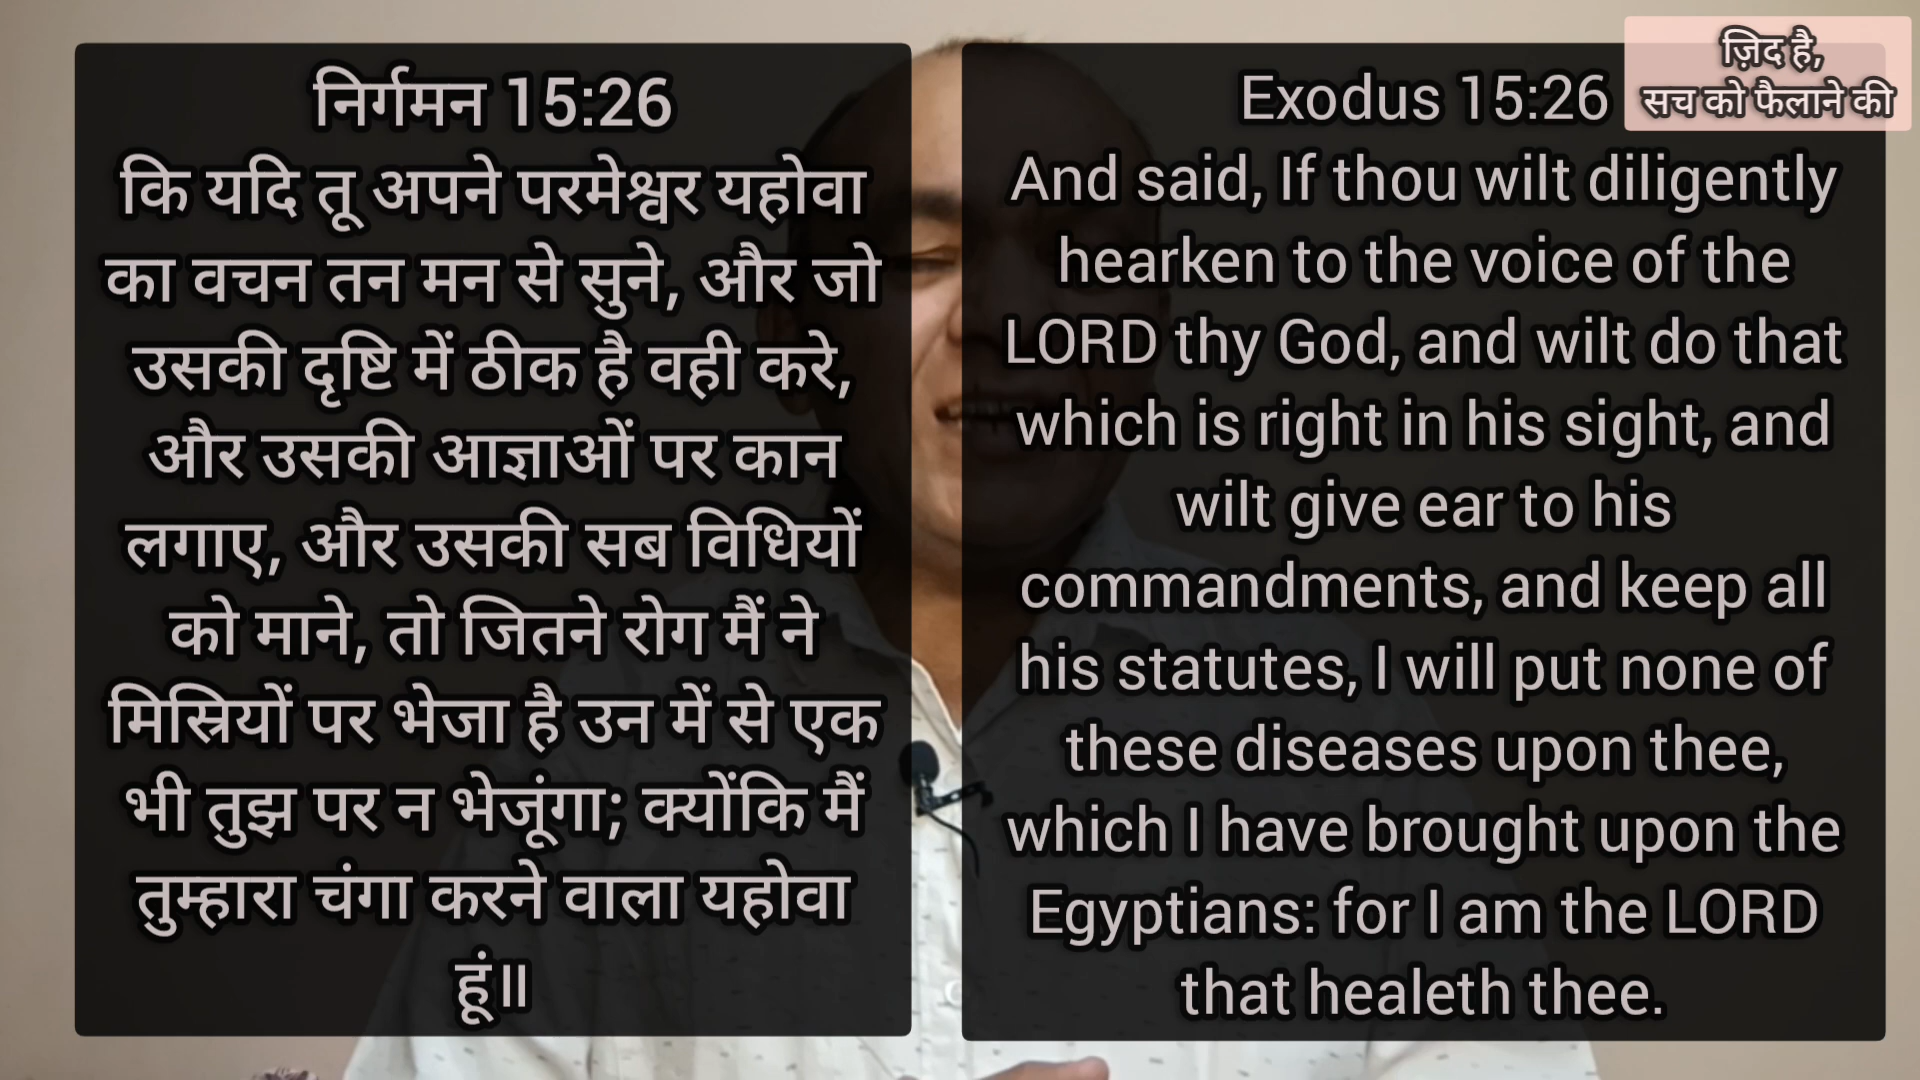 निर्गमन 15:26
कि यदि तू अपने परमेश्वर यहोवा
का वचन तन मन से सुने, और जो
उसकी दृष्टि में ठीक है वही करे,
और उसकी आज्ञाओं पर कान
लगाए, और उसकी सब विधियों
को माने, तो जितने रोग मैं ने
मिस्रियों पर भेजा है उन में से एक
भी तुझ पर न भेजूंगा; क्योंकि मैं
तुम्हारा चंगा करने वाला यहोवा
हूं॥
Exodus 15:26
And said, If thou wilt diligently
hearken to the voice of the
LORD thy God, and wilt do that
which is right in his sight, and
wilt give ear to his
commandments, and keep all
his statutes, I will put none of
these diseases upon thee,
which I have brought upon the
Egyptians: for I am the LORD
that healeth thee.
ज़िद है,
सच को फैलाने की